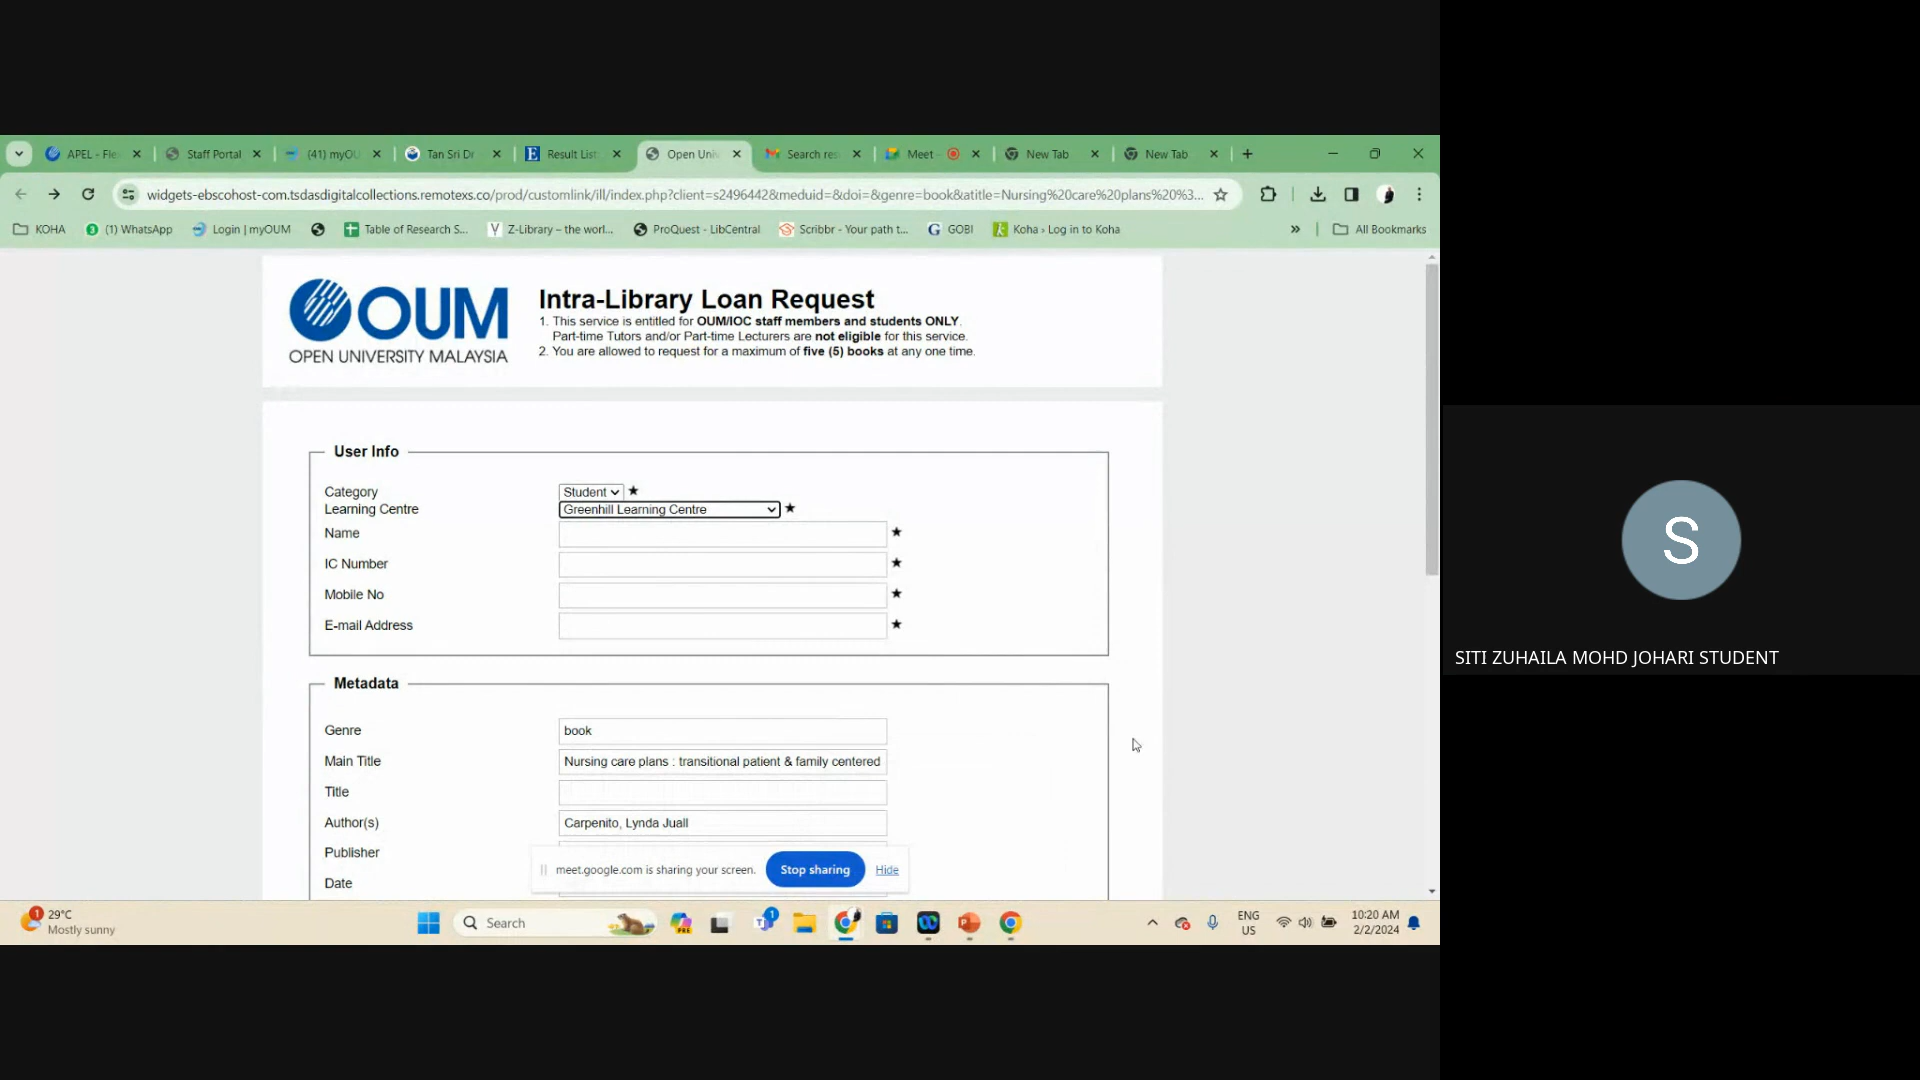 APEL - Fle
Staff Portal
(41) myOU
Tan Sri Dr
Result List
Open Univ
Search res
Meet
New Tab
New Tab
widgets-ebscohost-com.tsdasdigitalcollections.remotexs.co/prod/customlink/ill/index.php?client=s2496442&meduid=&doi=&genre=book&atitle=Nursing%20care%20plans%20%3...
KOHA
(1) WhatsApp
Login | myOUM
Table of Research S...
Z-Library – the worl...
ProQuest - LibCentral
Scribbr - Your path t...
GOBI
Koha › Log in to Koha
All Bookmarks
OUM
OPEN UNIVERSITY MALAYSIA
Intra-Library Loan Request
1. This service is entitled for OUM/IOC staff members and students ONLY.
Part-time Tutors and/or Part-time Lecturers are not eligible for this service.
2. You are allowed to request for a maximum of five (5) books at any one time.
User Info
Category Student
Learning Centre Greenhill Learning Centre
Name
IC Number
Mobile No
E-mail Address
Metadata
Genre book
Main Title Nursing care plans : transitional patient & family centered
Title
Author(s) Carpenito, Lynda Juall
Publisher
Date
meet.google.com is sharing your screen. Stop sharing Hide
S
SITI ZUHAILA MOHD JOHARI STUDENT
1
29°C
Mostly sunny
Search
PRE
1
ENG
US
10:20 AM
2/2/2024